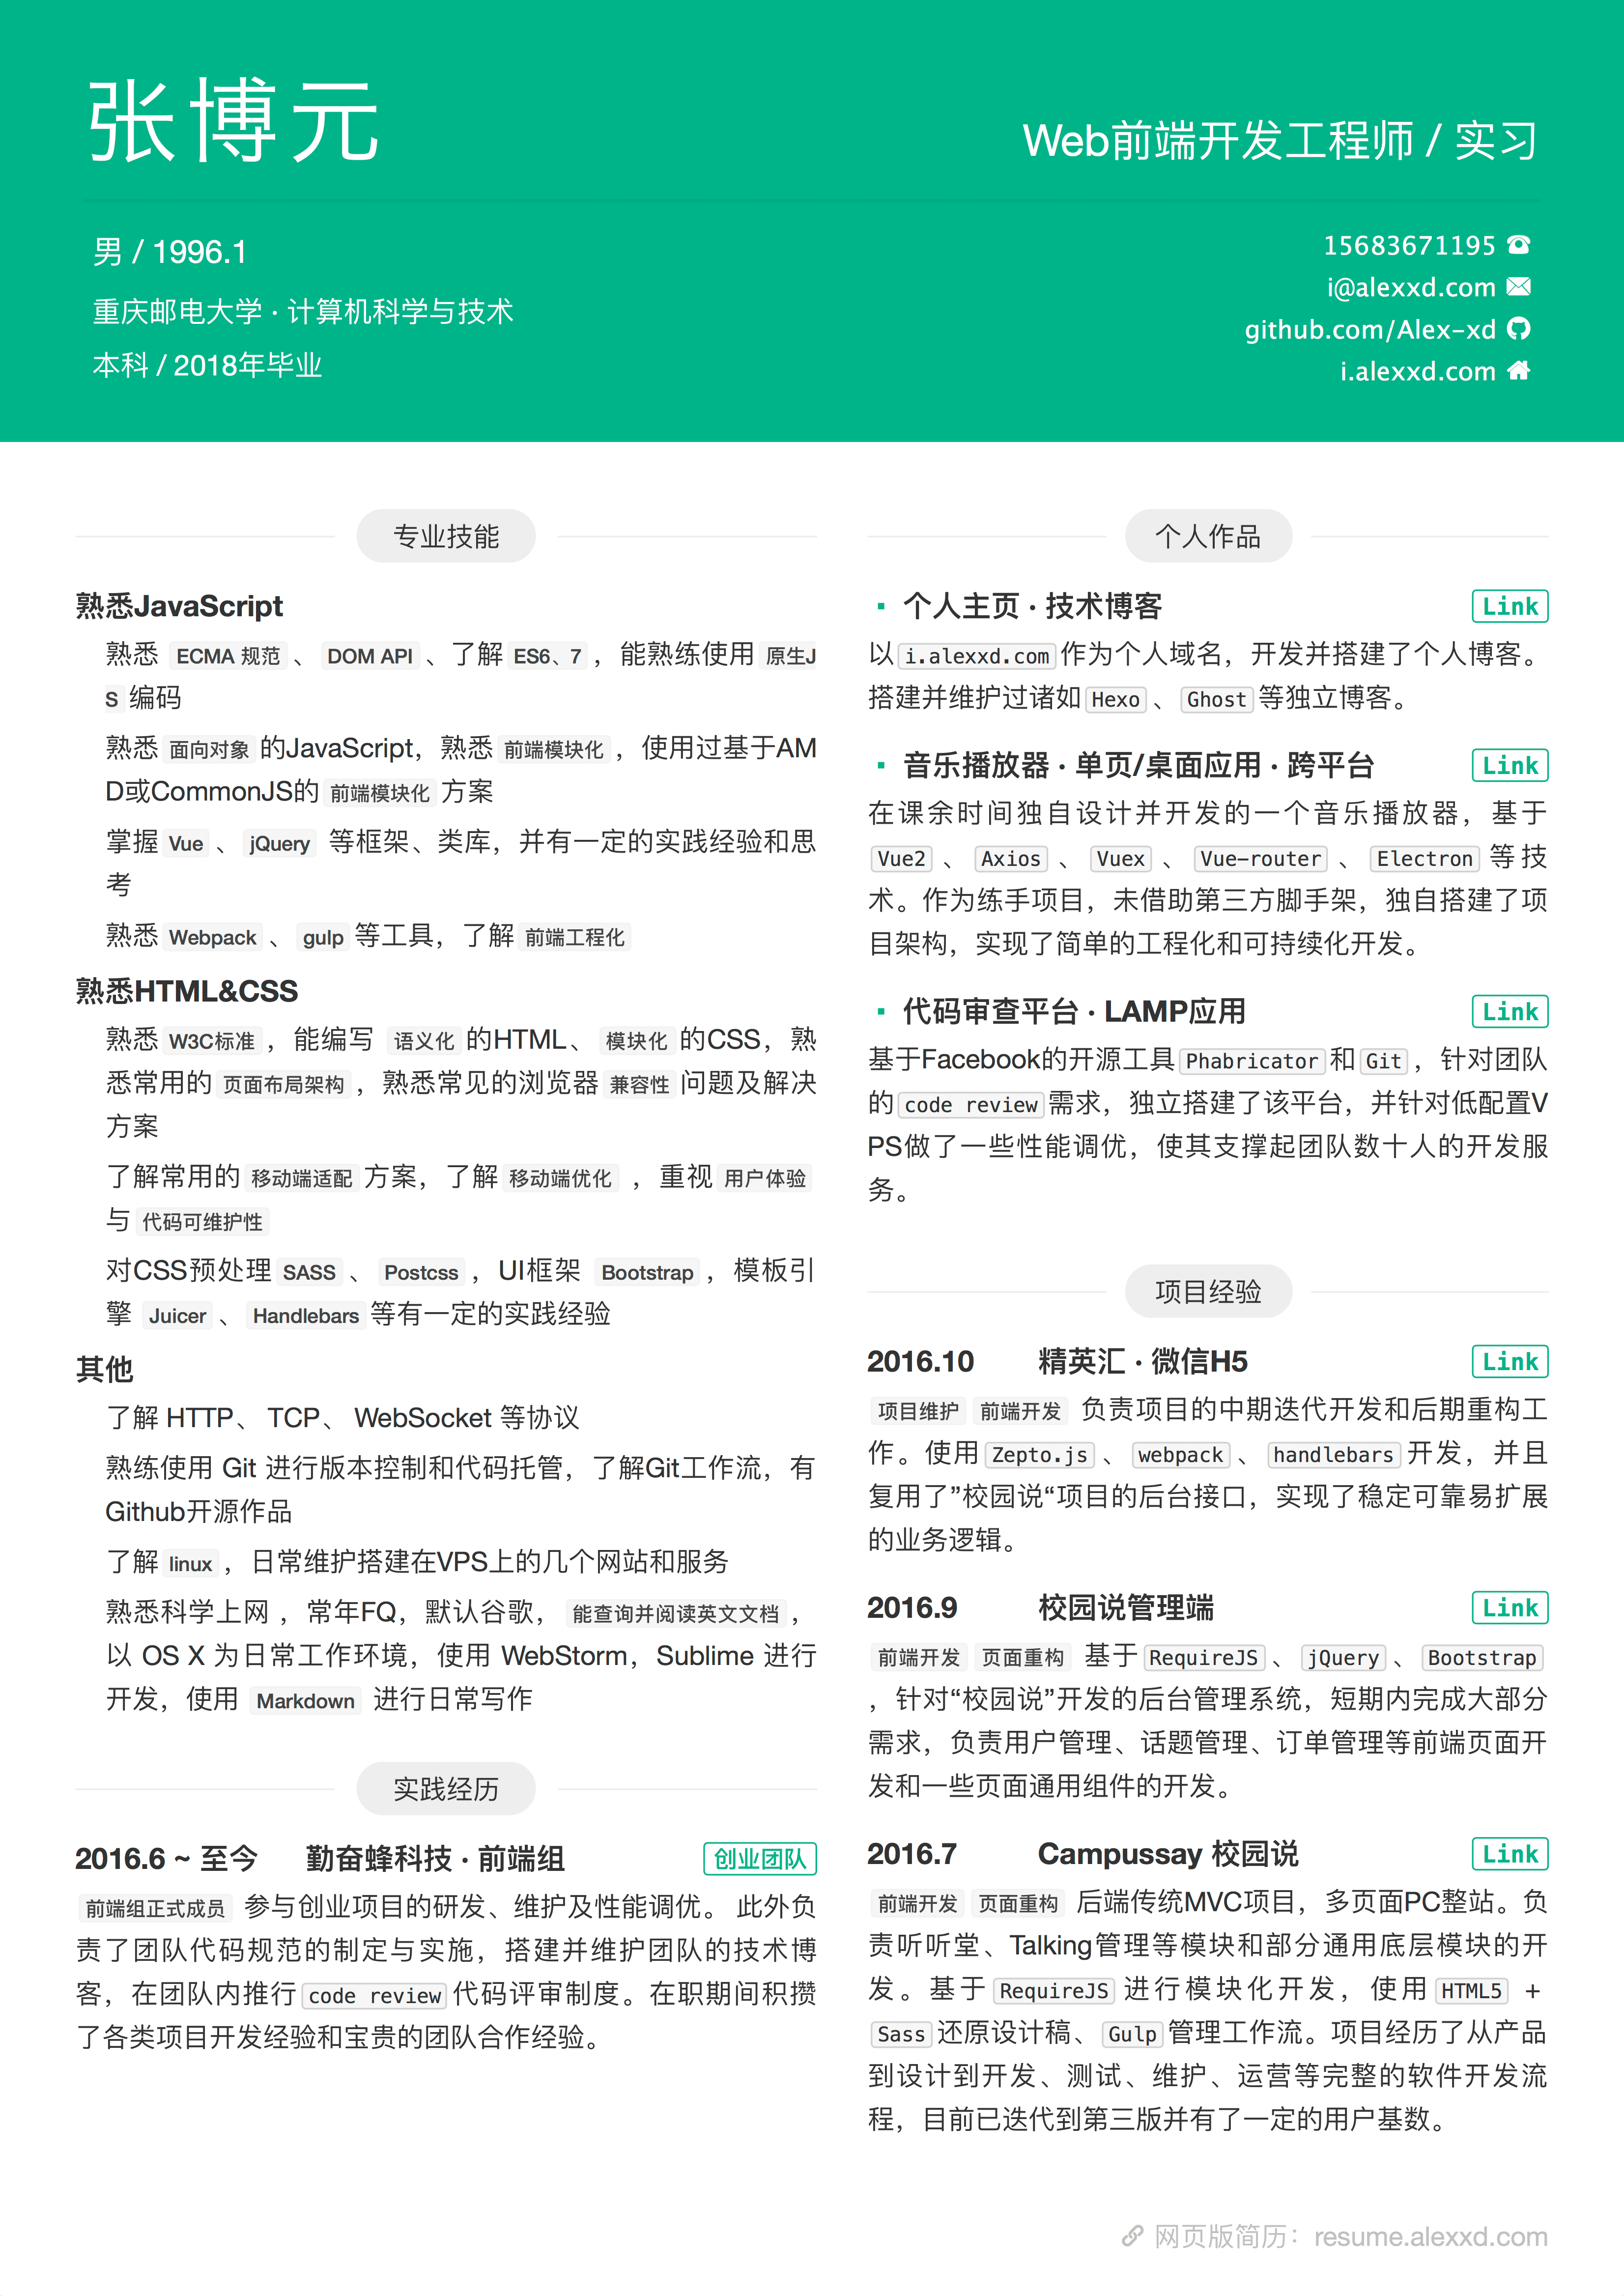 张博元
Web前端开发工程师 / 实习
男 / 1996.1
重庆邮电大学 · 计算机科学与技术
本科 / 2018年毕业
15683671195
i@alexxd.com
github.com/Alex-xd
i.alexxd.com
专业技能
熟悉JavaScript
熟悉 ECMA 规范 、 DOM API 、了解 ES6、7 ，能熟练使用 原生J
S 编码
熟悉 面向对象 的JavaScript，熟悉 前端模块化 ，使用过基于AM
D或CommonJS的 前端模块化 方案
掌握 Vue 、 jQuery 等框架、类库，并有一定的实践经验和思
考
熟悉 Webpack 、 gulp 等工具，了解 前端工程化
熟悉HTML&CSS
熟悉 W3C标准 ，能编写 语义化 的HTML、 模块化 的CSS，熟
悉常用的 页面布局架构 ，熟悉常见的浏览器 兼容性 问题及解决
方案
了解常用的 移动端适配 方案，了解 移动端优化 ，重视 用户体验
与 代码可维护性
对CSS预处理 SASS 、 Postcss ，UI框架 Bootstrap ，模板引
擎 Juicer 、 Handlebars 等有一定的实践经验
其他
了解 HTTP、 TCP、 WebSocket 等协议
熟练使用 Git 进行版本控制和代码托管，了解Git工作流，有
Github开源作品
了解 linux ，日常维护搭建在VPS上的几个网站和服务
熟悉科学上网 ，常年FQ，默认谷歌， 能查询并阅读英文文档 ，
以 OS X 为日常工作环境，使用 WebStorm，Sublime 进行
开发，使用 Markdown 进行日常写作
实践经历
2016.6 ~ 至今 勤奋蜂科技 · 前端组 创业团队
前端组正式成员 参与创业项目的研发、维护及性能调优。 此外负
责了团队代码规范的制定与实施，搭建并维护团队的技术博
客，在团队内推行 code review 代码评审制度。在职期间积攒
了各类项目开发经验和宝贵的团队合作经验。
个人作品
▪ 个人主页 · 技术博客 Link
以 i.alexxd.com 作为个人域名，开发并搭建了个人博客。
搭建并维护过诸如 Hexo 、 Ghost 等独立博客。
▪ 音乐播放器 · 单页/桌面应用 · 跨平台 Link
在课余时间独自设计并开发的一个音乐播放器，基于
Vue2 、 Axios 、 Vuex 、 Vue-router 、 Electron 等技
术。作为练手项目，未借助第三方脚手架，独自搭建了项
目架构，实现了简单的工程化和可持续化开发。
▪ 代码审查平台 · LAMP应用 Link
基于Facebook的开源工具 Phabricator 和 Git ，针对团队
的 code review 需求，独立搭建了该平台，并针对低配置V
PS做了一些性能调优，使其支撑起团队数十人的开发服
务。
项目经验
2016.10 精英汇 · 微信H5 Link
项目维护 前端开发 负责项目的中期迭代开发和后期重构工
作。使用 Zepto.js 、 webpack 、 handlebars 开发，并且
复用了”校园说“项目的后台接口，实现了稳定可靠易扩展
的业务逻辑。
2016.9 校园说管理端 Link
前端开发 页面重构 基于 RequireJS 、 jQuery 、 Bootstrap
，针对“校园说”开发的后台管理系统，短期内完成大部分
需求，负责用户管理、话题管理、订单管理等前端页面开
发和一些页面通用组件的开发。
2016.7 Campussay 校园说 Link
前端开发 页面重构 后端传统MVC项目，多页面PC整站。负
责听听堂、Talking管理等模块和部分通用底层模块的开
发。基于 RequireJS 进行模块化开发，使用 HTML5 +
Sass 还原设计稿、 Gulp 管理工作流。项目经历了从产品
到设计到开发、测试、维护、运营等完整的软件开发流
程，目前已迭代到第三版并有了一定的用户基数。
网页版简历：resume.alexxd.com